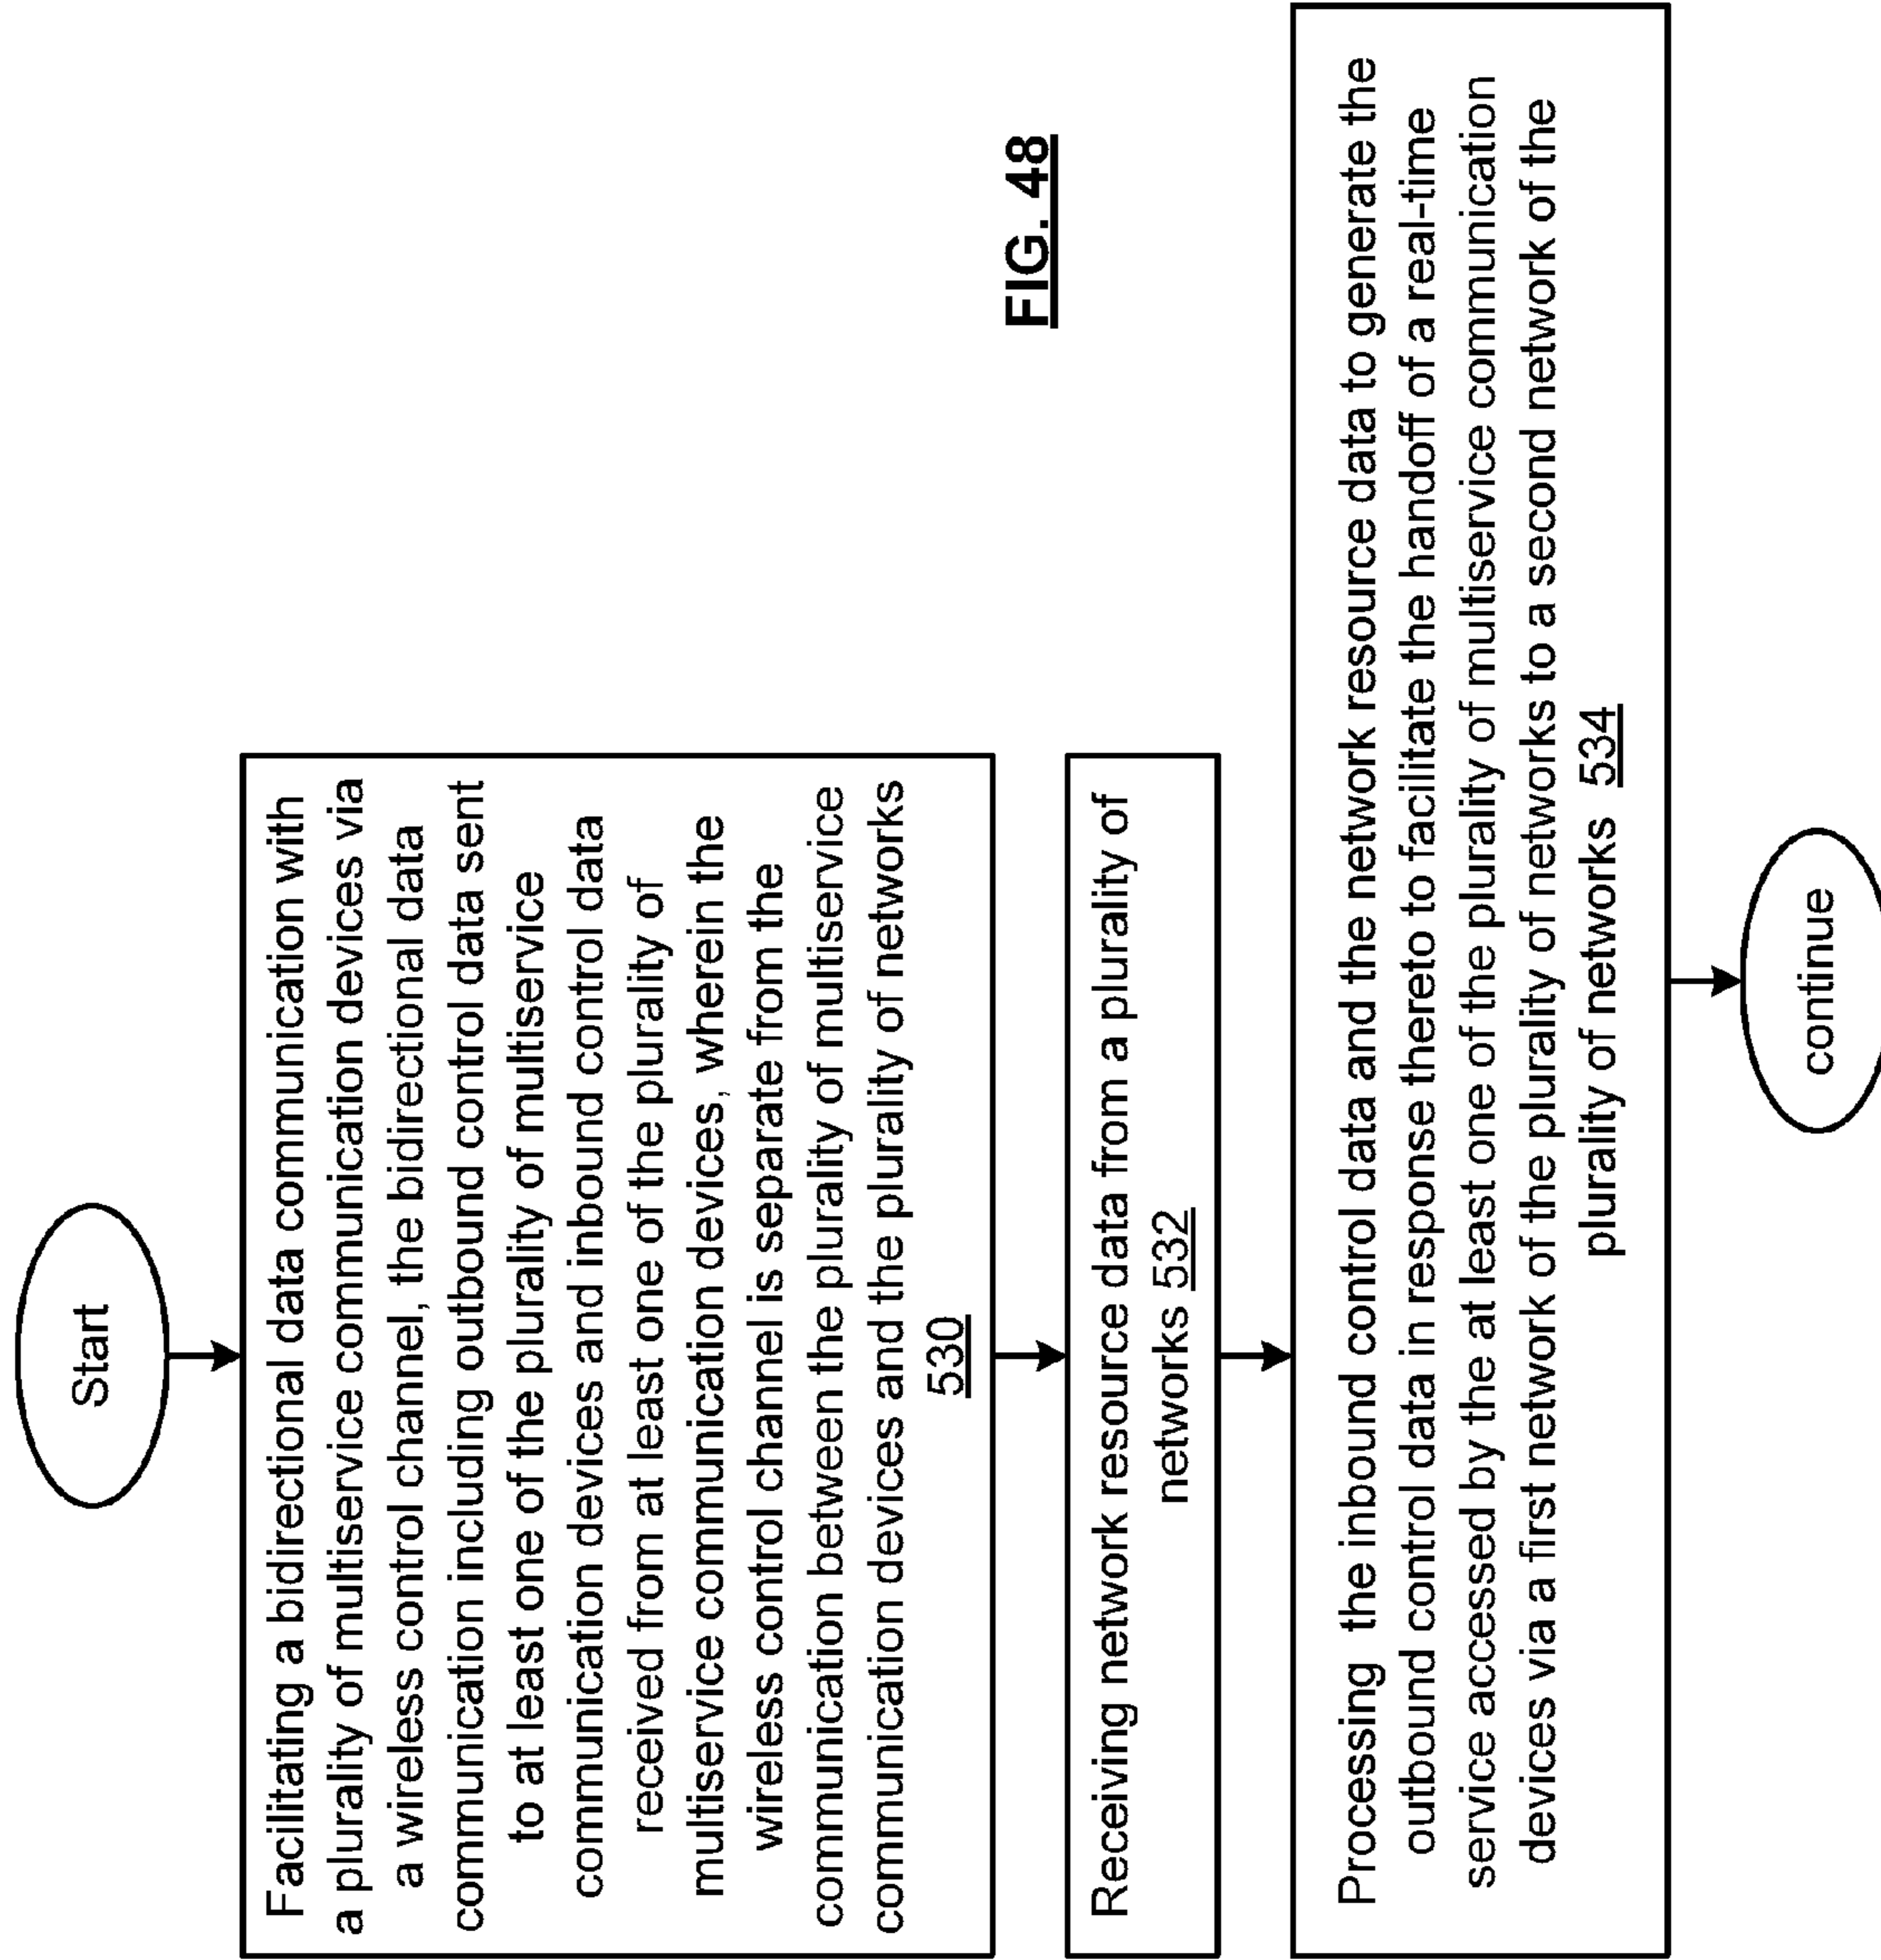 Start
Facilitating a bidirectional data communication with
a plurality of multiservice communication devices via
a wireless control channel, the bidirectional data
communication including outbound control data sent
to at least one of the plurality of multiservice
communication devices and inbound control data
received from at least one of the plurality of
multiservice communication devices, wherein the
wireless control channel is separate from the
communication between the plurality of multiservice
communication devices and the plurality of networks
530
Receiving network resource data from a plurality of
networks 532
Processing the inbound control data and the network resource data to generate the
outbound control data in response thereto to facilitate the handoff of a real-time
service accessed by the at least one of the plurality of multiservice communication
devices via a first network of the plurality of networks to a second network of the
plurality of networks 534
continue
FIG. 48